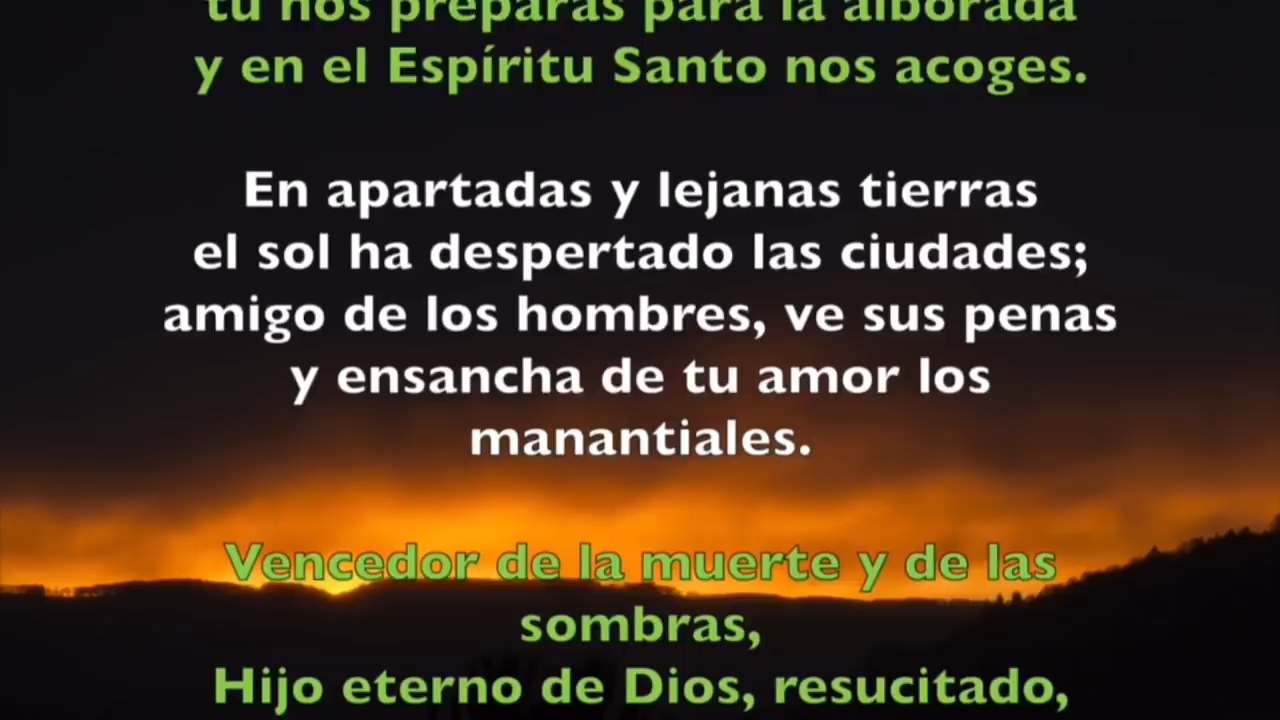 tú nos preparas para la alborada
y en el Espíritu Santo nos acoges.
En apartadas y lejanas tierras
el sol ha despertado las ciudades;
amigo de los hombres, ve sus penas
y ensancha de tu amor los
manantiales.
Vencedor de la muerte y de las
sombras,
Hijo eterno de Dios, resucitado,